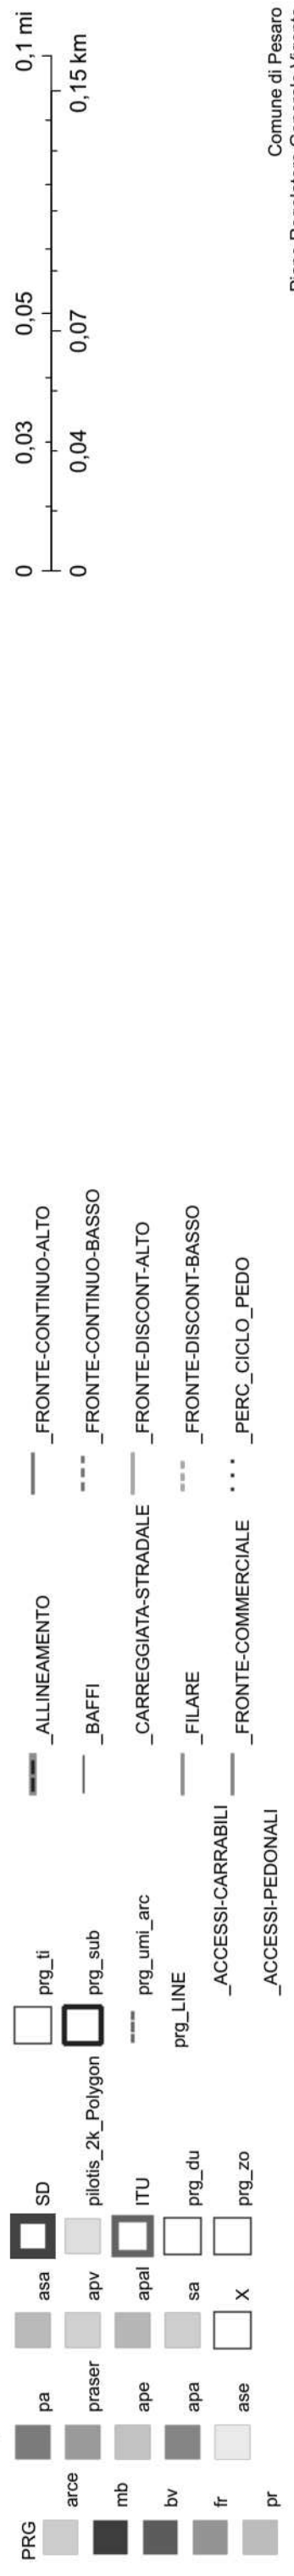 PRG
arce
mb
bv
fr
pr
pa
praser
ape
apa
ase
asa
apv
apal
sa
X
SD
pilotis_2k_Polygon
ITU
prg_du
prg_zo
prg_ti
prg_sub
prg_umi_arc
prg_LINE
_ACCESSI-CARRABILI
_ACCESSI-PEDONALI
_ALLINEAMENTO
_BAFFI
_CARREGGIATA-STRADALE
_FILARE
_FRONTE-COMMERCIALE
_FRONTE-CONTINUO-ALTO
_FRONTE-CONTINUO-BASSO
_FRONTE-DISCONT-ALTO
_FRONTE-DISCONT-BASSO
_PERC_CICLO_PEDO
0 0,03 0,05 0,1 mi
0 0,04 0,07 0,15 km
Comune di Pesaro